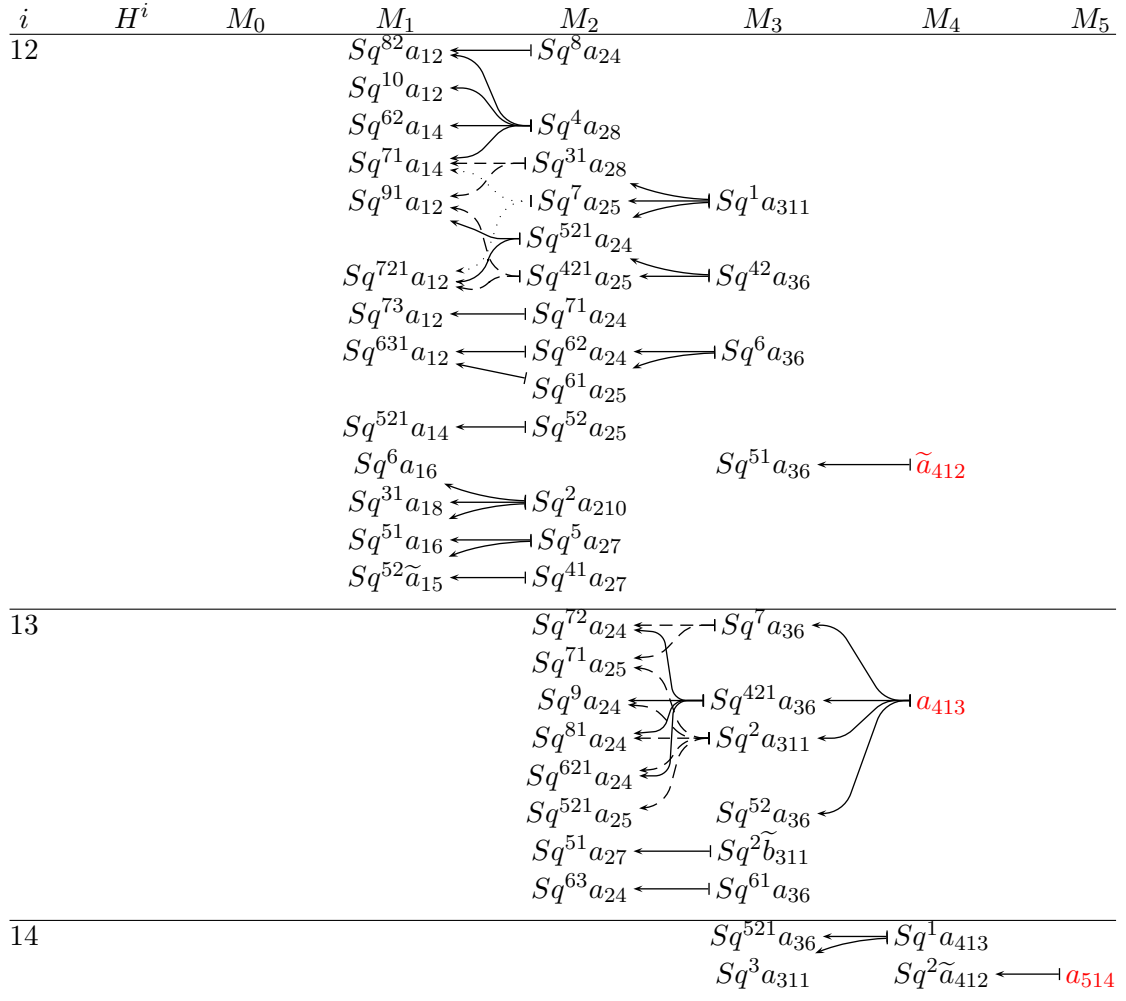 i H^i M_0 M_1 M_2 M_3 M_4 M_5
12 Sq^{82}a_{12} Sq^8a_{24}
Sq^{10}a_{12}
Sq^{62}a_{14} Sq^4a_{28}
Sq^{71}a_{14} Sq^{31}a_{28}
Sq^{91}a_{12} Sq^7a_{25} Sq^1a_{311}
Sq^{521}a_{24}
Sq^{721}a_{12} Sq^{421}a_{25} Sq^{42}a_{36}
Sq^{73}a_{12} Sq^{71}a_{24}
Sq^{631}a_{12} Sq^{62}a_{24} Sq^6a_{36}
Sq^{61}a_{25}
Sq^{521}a_{14} Sq^{52}a_{25}
Sq^6a_{16} Sq^{51}a_{36} ã_{412}
Sq^{31}a_{18} Sq^2a_{210}
Sq^{51}a_{16} Sq^5a_{27}
Sq^{52}ã_{15} Sq^{41}a_{27}
13 Sq^{72}a_{24} Sq^7a_{36}
Sq^{71}a_{25}
Sq^9a_{24} Sq^{421}a_{36} a_{413}
Sq^{81}a_{24} Sq^2a_{311}
Sq^{621}a_{24}
Sq^{521}a_{25} Sq^{52}a_{36}
Sq^{51}a_{27} Sq^2b̃_{311}
Sq^{63}a_{24} Sq^{61}a_{36}
14 Sq^{521}a_{36} Sq^1a_{413}
Sq^3a_{311} Sq^2ã_{412} a_{514}